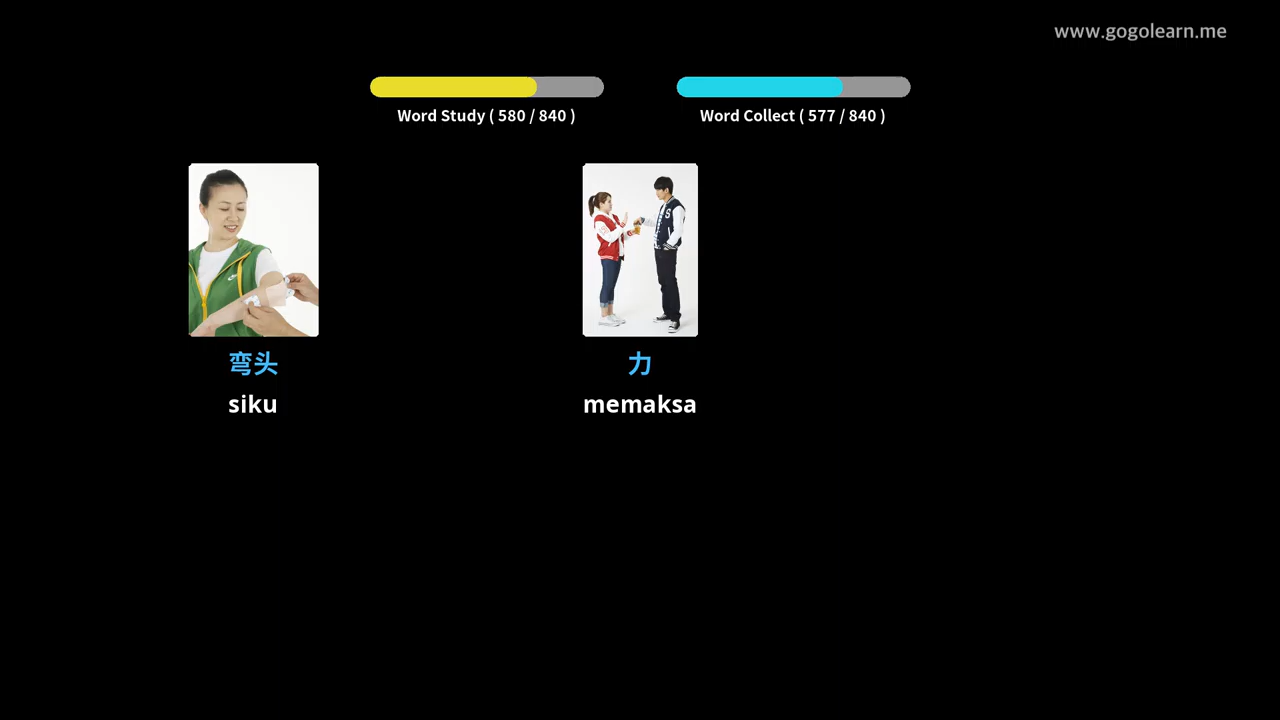 www.gogolearn.me
Word Study ( 580 / 840 )
Word Collect ( 577 / 840 )
弯头
力
siku
memaksa